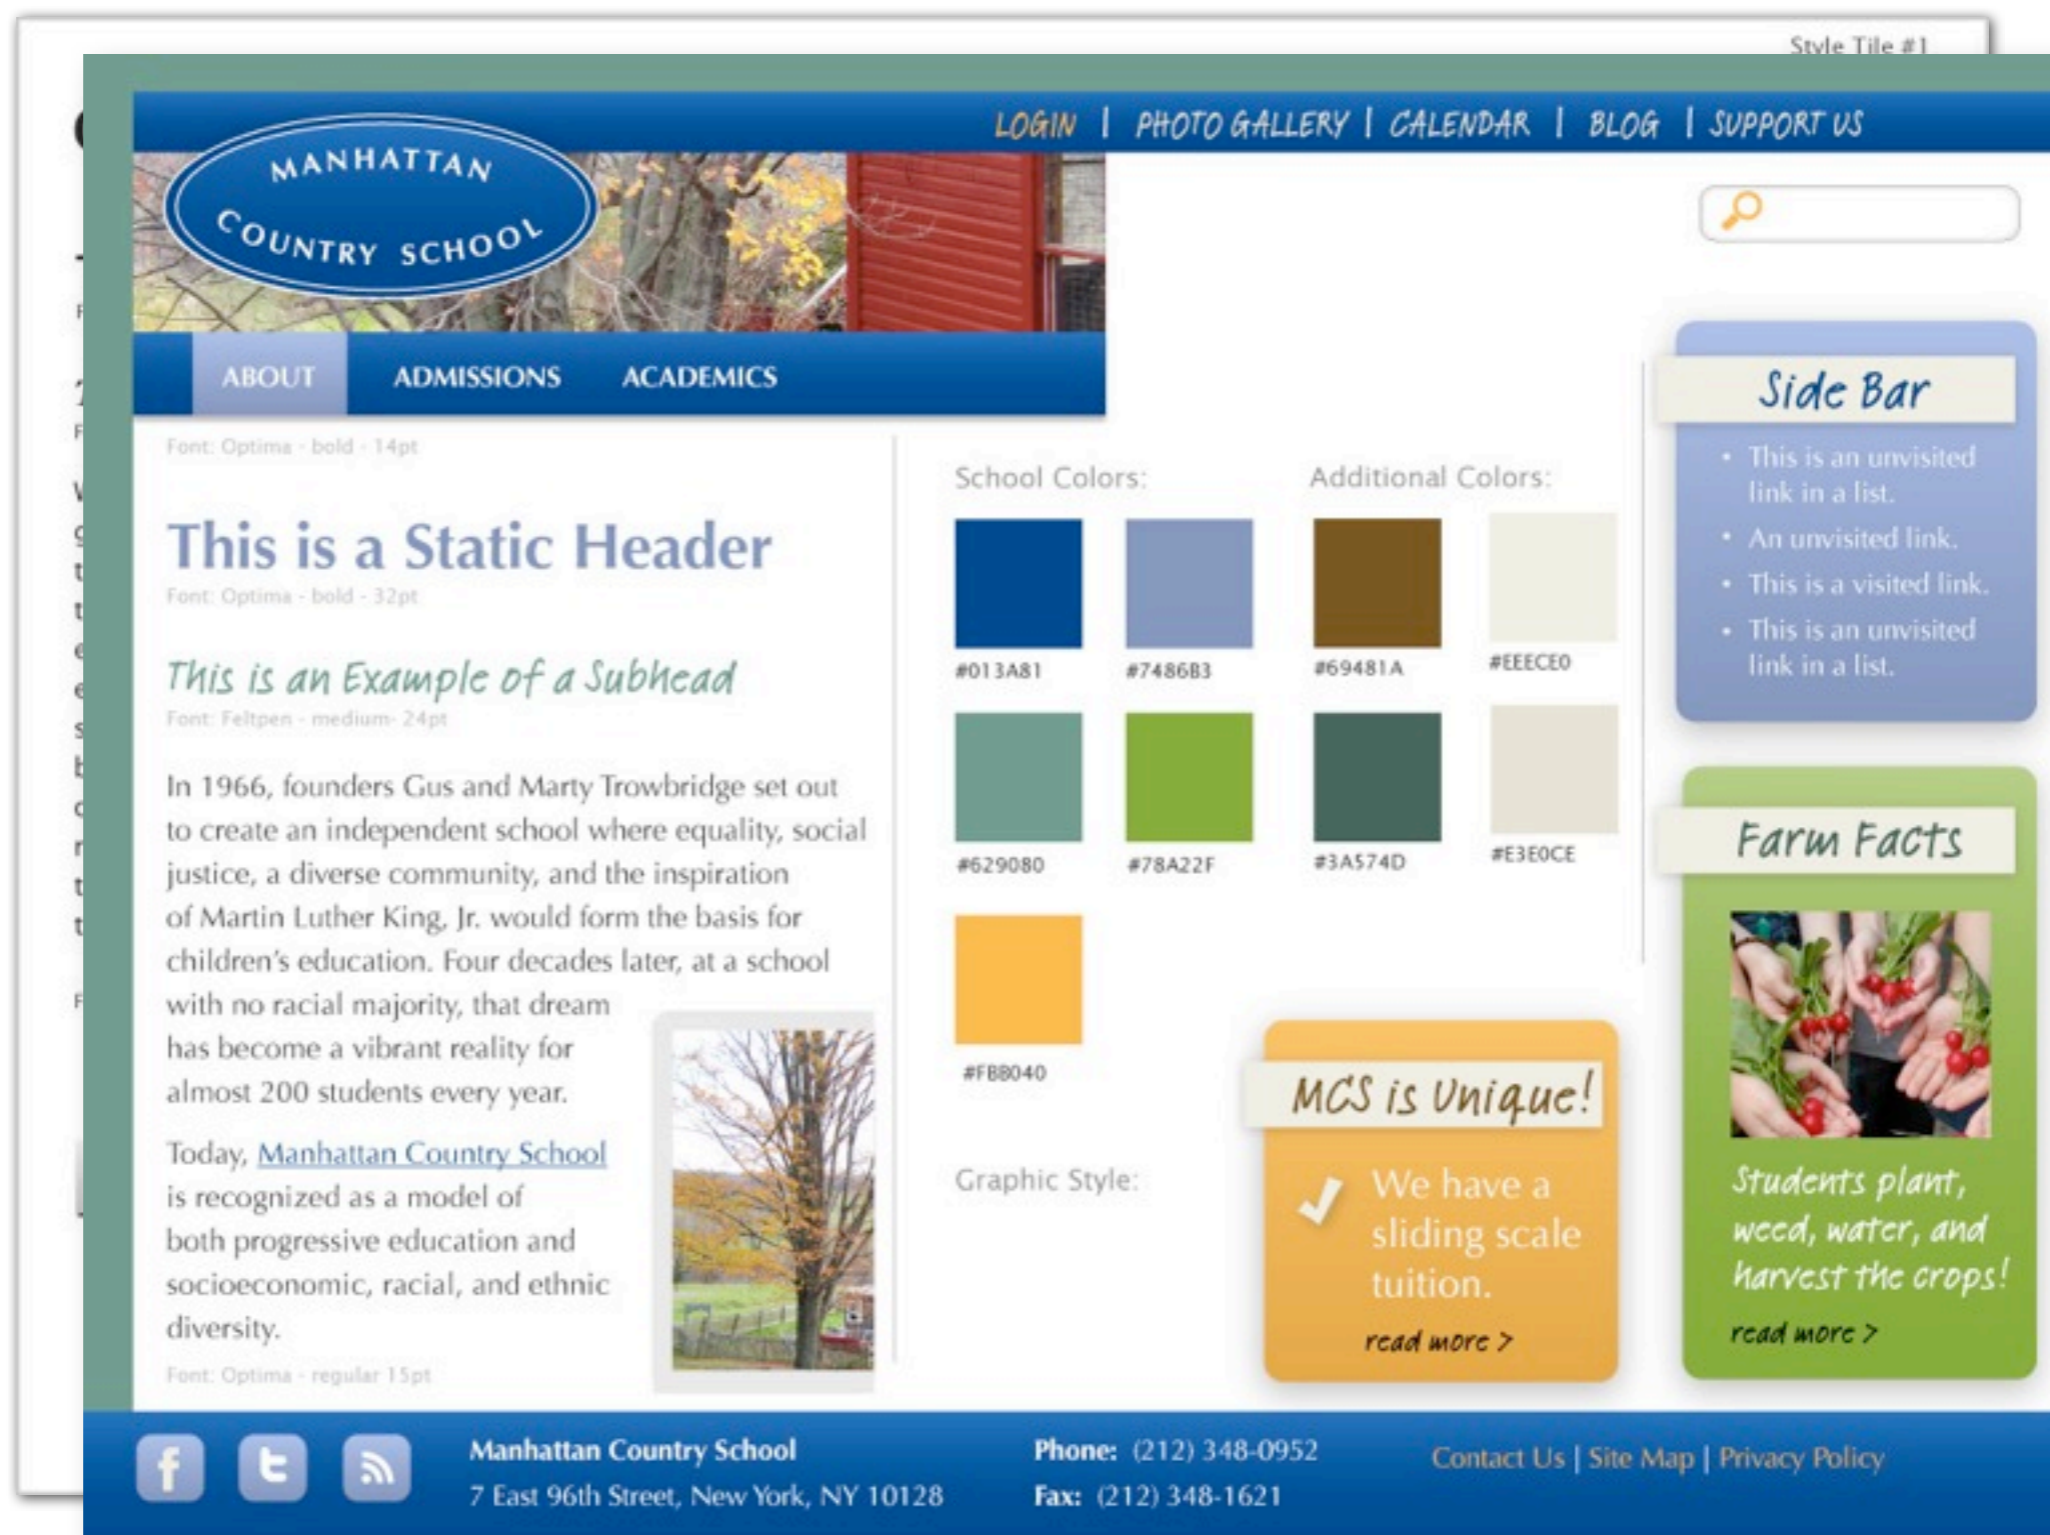 Style Tile #1
LOGIN | PHOTO GALLERY | CALENDAR | BLOG | SUPPORT US
MANHATTAN
COUNTRY SCHOOL
ABOUT ADMISSIONS ACADEMICS
Font: Optima - bold - 14pt
This is a Static Header
Font: Optima - bold - 32pt
This is an Example of a Subhead
Font: Feltpen - medium- 24pt
In 1966, founders Gus and Marty Trowbridge set out
to create an independent school where equality, social
justice, a diverse community, and the inspiration
of Martin Luther King, Jr. would form the basis for
children's education. Four decades later, at a school
with no racial majority, that dream
has become a vibrant reality for
almost 200 students every year.
Today, Manhattan Country School
is recognized as a model of
both progressive education and
socioeconomic, racial, and ethnic
diversity.
Font: Optima - regular 15pt
School Colors:
#013A81
#7486B3
#629080
#78A22F
#FBB040
Additional Colors:
#69481A
#EEECE0
#3A574D
#E3E0CE
Graphic Style:
MCS is Unique!
We have a
sliding scale
tuition.
read more >
Side Bar
• This is an unvisited
link in a list.
• An unvisited link.
• This is a visited link.
• This is an unvisited
link in a list.
Farm Facts
Students plant,
weed, water, and
harvest the crops!
read more >
Manhattan Country School
7 East 96th Street, New York, NY 10128
Phone: (212) 348-0952
Fax: (212) 348-1621
Contact Us | Site Map | Privacy Policy